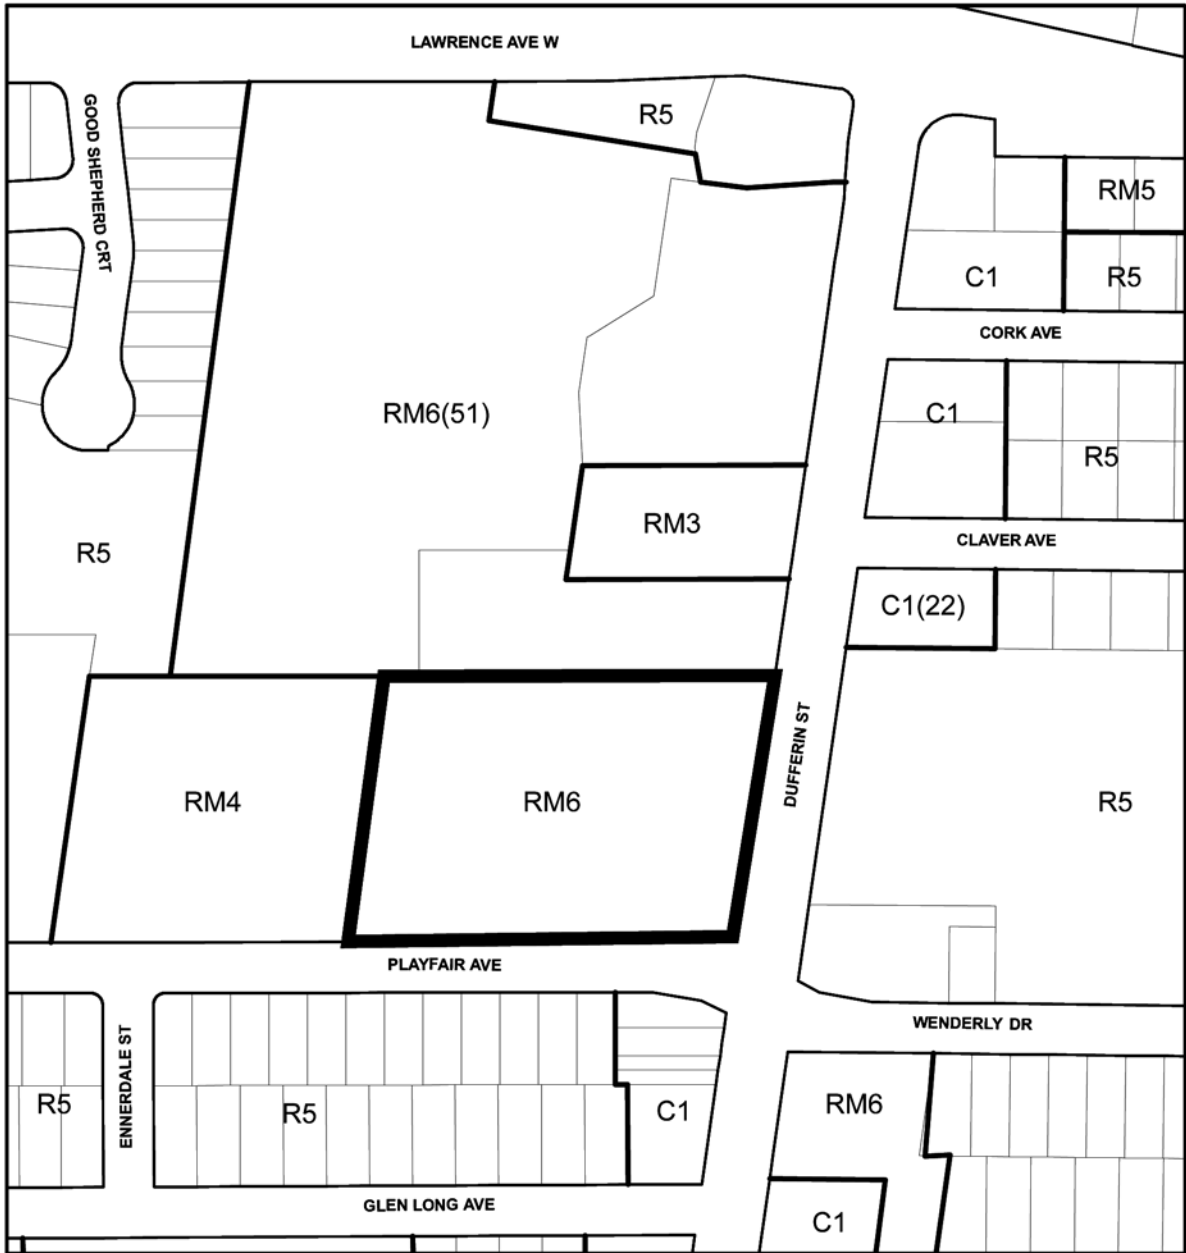 LAWRENCE AVE W
GOOD SHEPHERD CRT
R5
RM5
C1
R5
CORK AVE
RM6(51)
C1
R5
RM3
CLAVER AVE
R5
C1(22)
DUFFERIN ST
RM4
RM6
R5
PLAYFAIR AVE
WENDERLY DR
ENNERDALE ST
R5
R5
C1
RM6
GLEN LONG AVE
C1